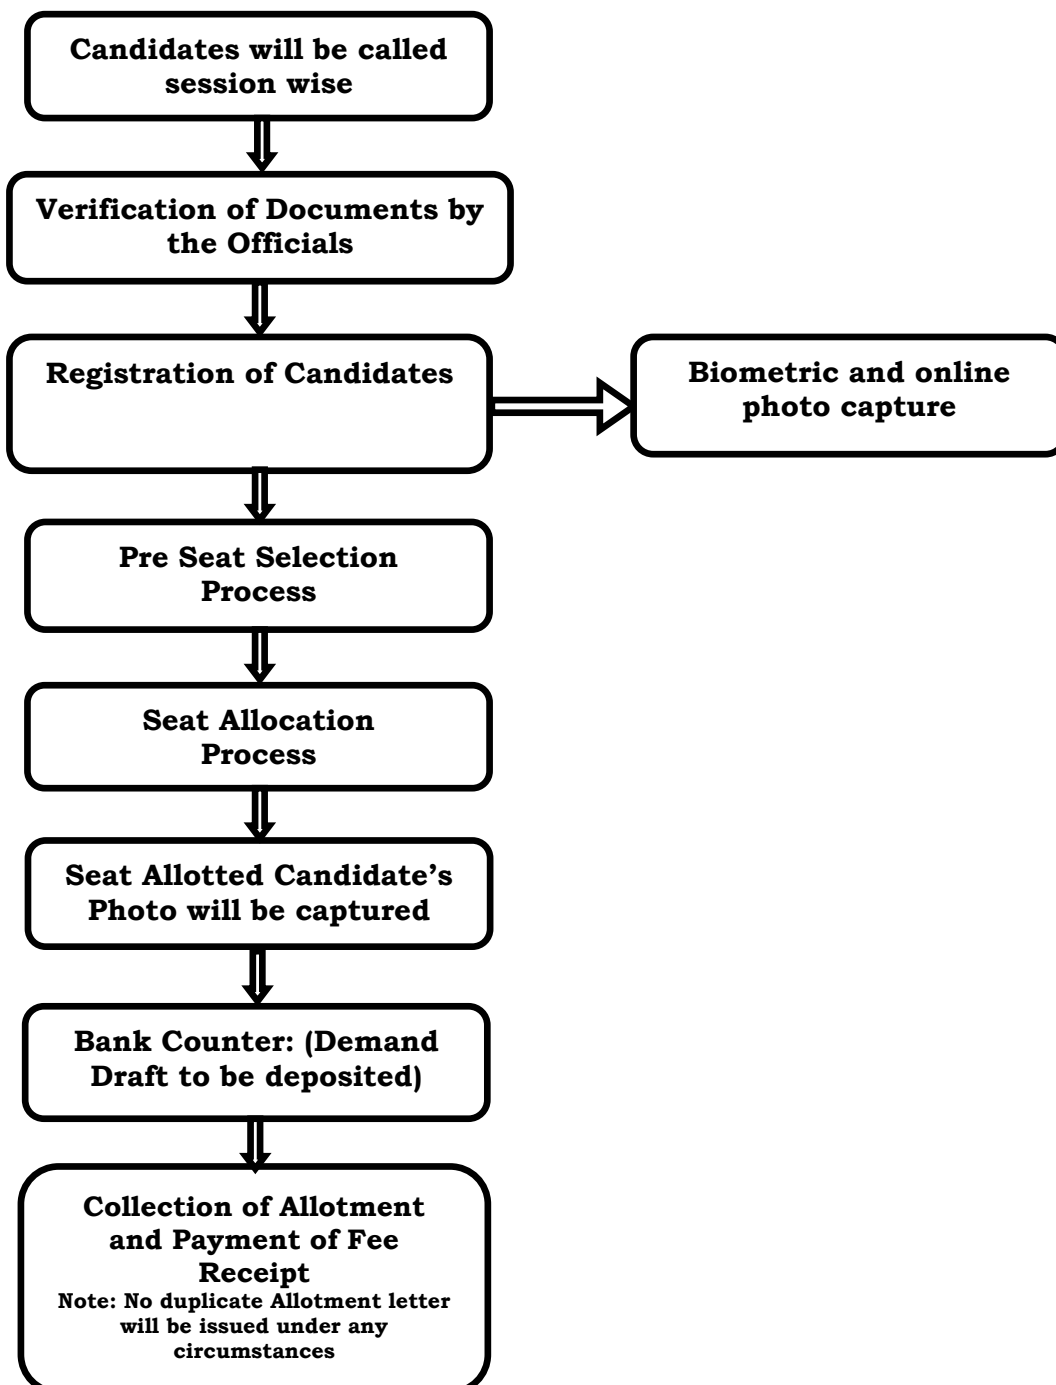 Candidates will be called
session wise
Verification of Documents by
the Officials
Registration of Candidates
Biometric and online
photo capture
Pre Seat Selection
Process
Seat Allocation
Process
Seat Allotted Candidate’s
Photo will be captured
Bank Counter: (Demand
Draft to be deposited)
Collection of Allotment
and Payment of Fee
Receipt
Note: No duplicate Allotment letter
will be issued under any
circumstances